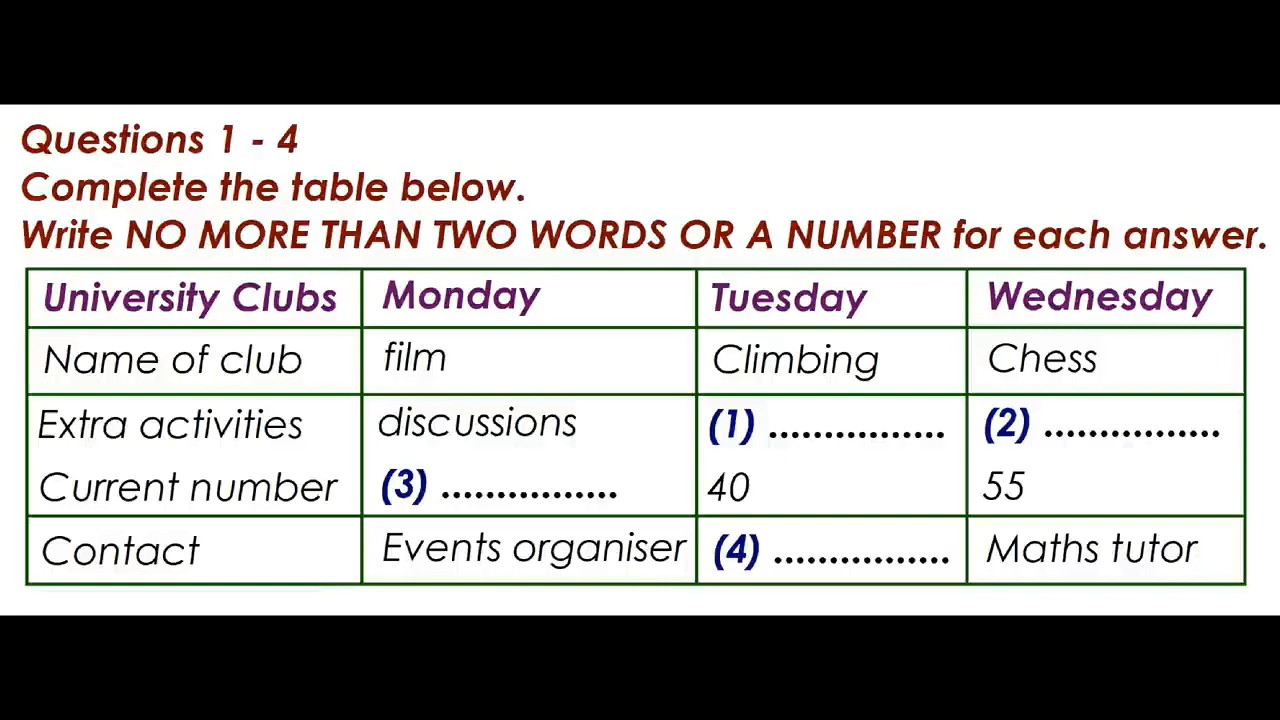 Questions 1 - 4
Complete the table below.
Write NO MORE THAN TWO WORDS OR A NUMBER for each answer.
University Clubs Monday Tuesday Wednesday
Name of club film Climbing Chess
Extra activities discussions (1) ................ (2) ................
Current number (3) ................ 40 55
Contact Events organiser (4) ................ Maths tutor